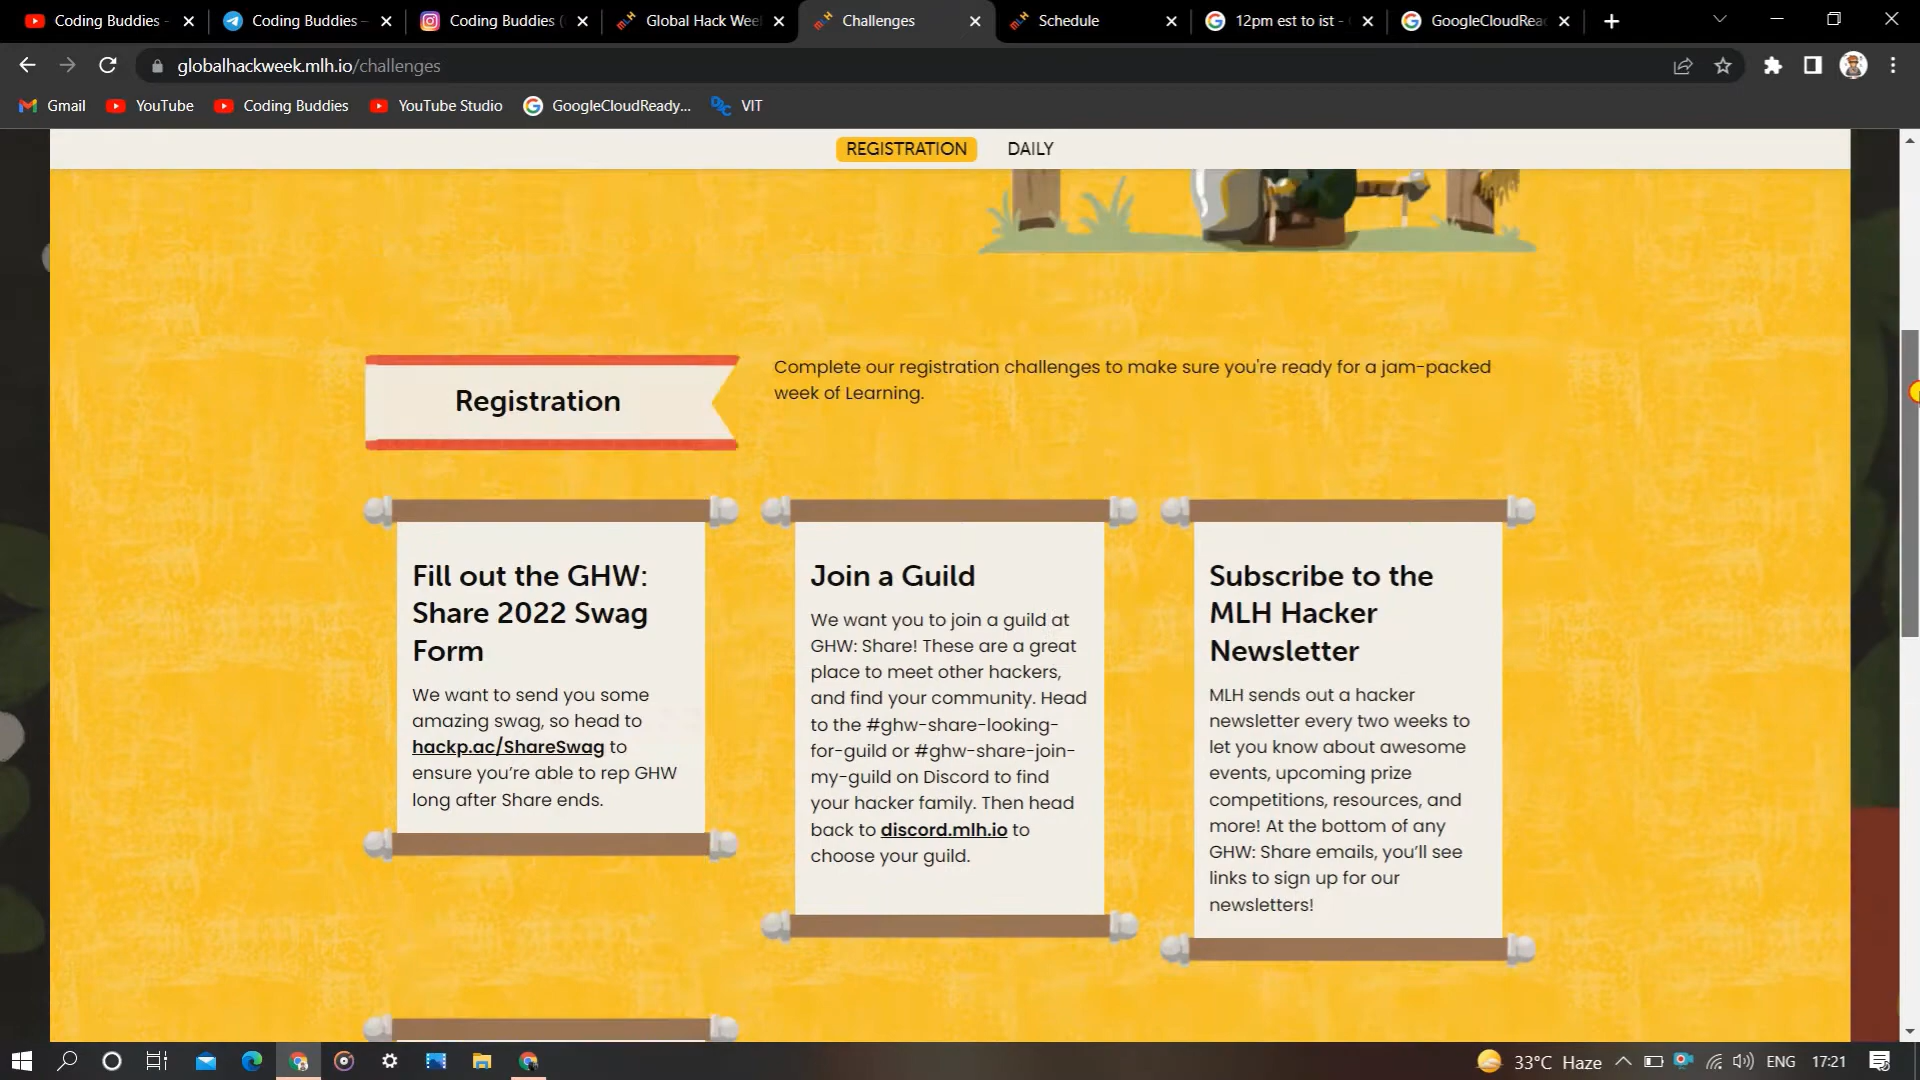 Coding Buddies -
Coding Buddies -
Coding Buddies (
Global Hack Wee
Challenges
Schedule
12pm est to ist -
GoogleCloudRea
globalhackweek.mlh.io/challenges
Gmail
YouTube
Coding Buddies
YouTube Studio
GoogleCloudReady...
VIT
REGISTRATION
DAILY
Registration
Complete our registration challenges to make sure you're ready for a jam-packed
week of Learning.
Fill out the GHW:
Share 2022 Swag
Form
We want to send you some
amazing swag, so head to
hackp.ac/ShareSwag to
ensure you’re able to rep GHW
long after Share ends.
Join a Guild
We want you to join a guild at
GHW: Share! These are a great
place to meet other hackers,
and find your community. Head
to the #ghw-share-looking-
for-guild or #ghw-share-join-
my-guild on Discord to find
your hacker family. Then head
back to discord.mlh.io to
choose your guild.
Subscribe to the
MLH Hacker
Newsletter
MLH sends out a hacker
newsletter every two weeks to
let you know about awesome
events, upcoming prize
competitions, resources, and
more! At the bottom of any
GHW: Share emails, you’ll see
links to sign up for our
newsletters!
33°C Haze
ENG
17:21